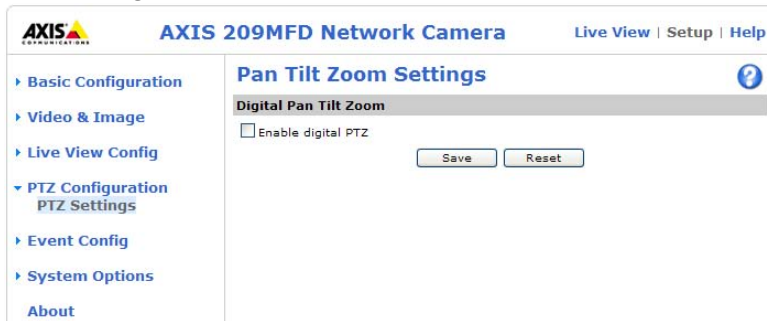 AXIS
COMMUNICATIONS
AXIS 209MFD Network Camera
Live View | Setup | Help
Basic Configuration
Video & Image
Live View Config
PTZ Configuration
PTZ Settings
Event Config
System Options
About
Pan Tilt Zoom Settings
?
Digital Pan Tilt Zoom
Enable digital PTZ
Save Reset